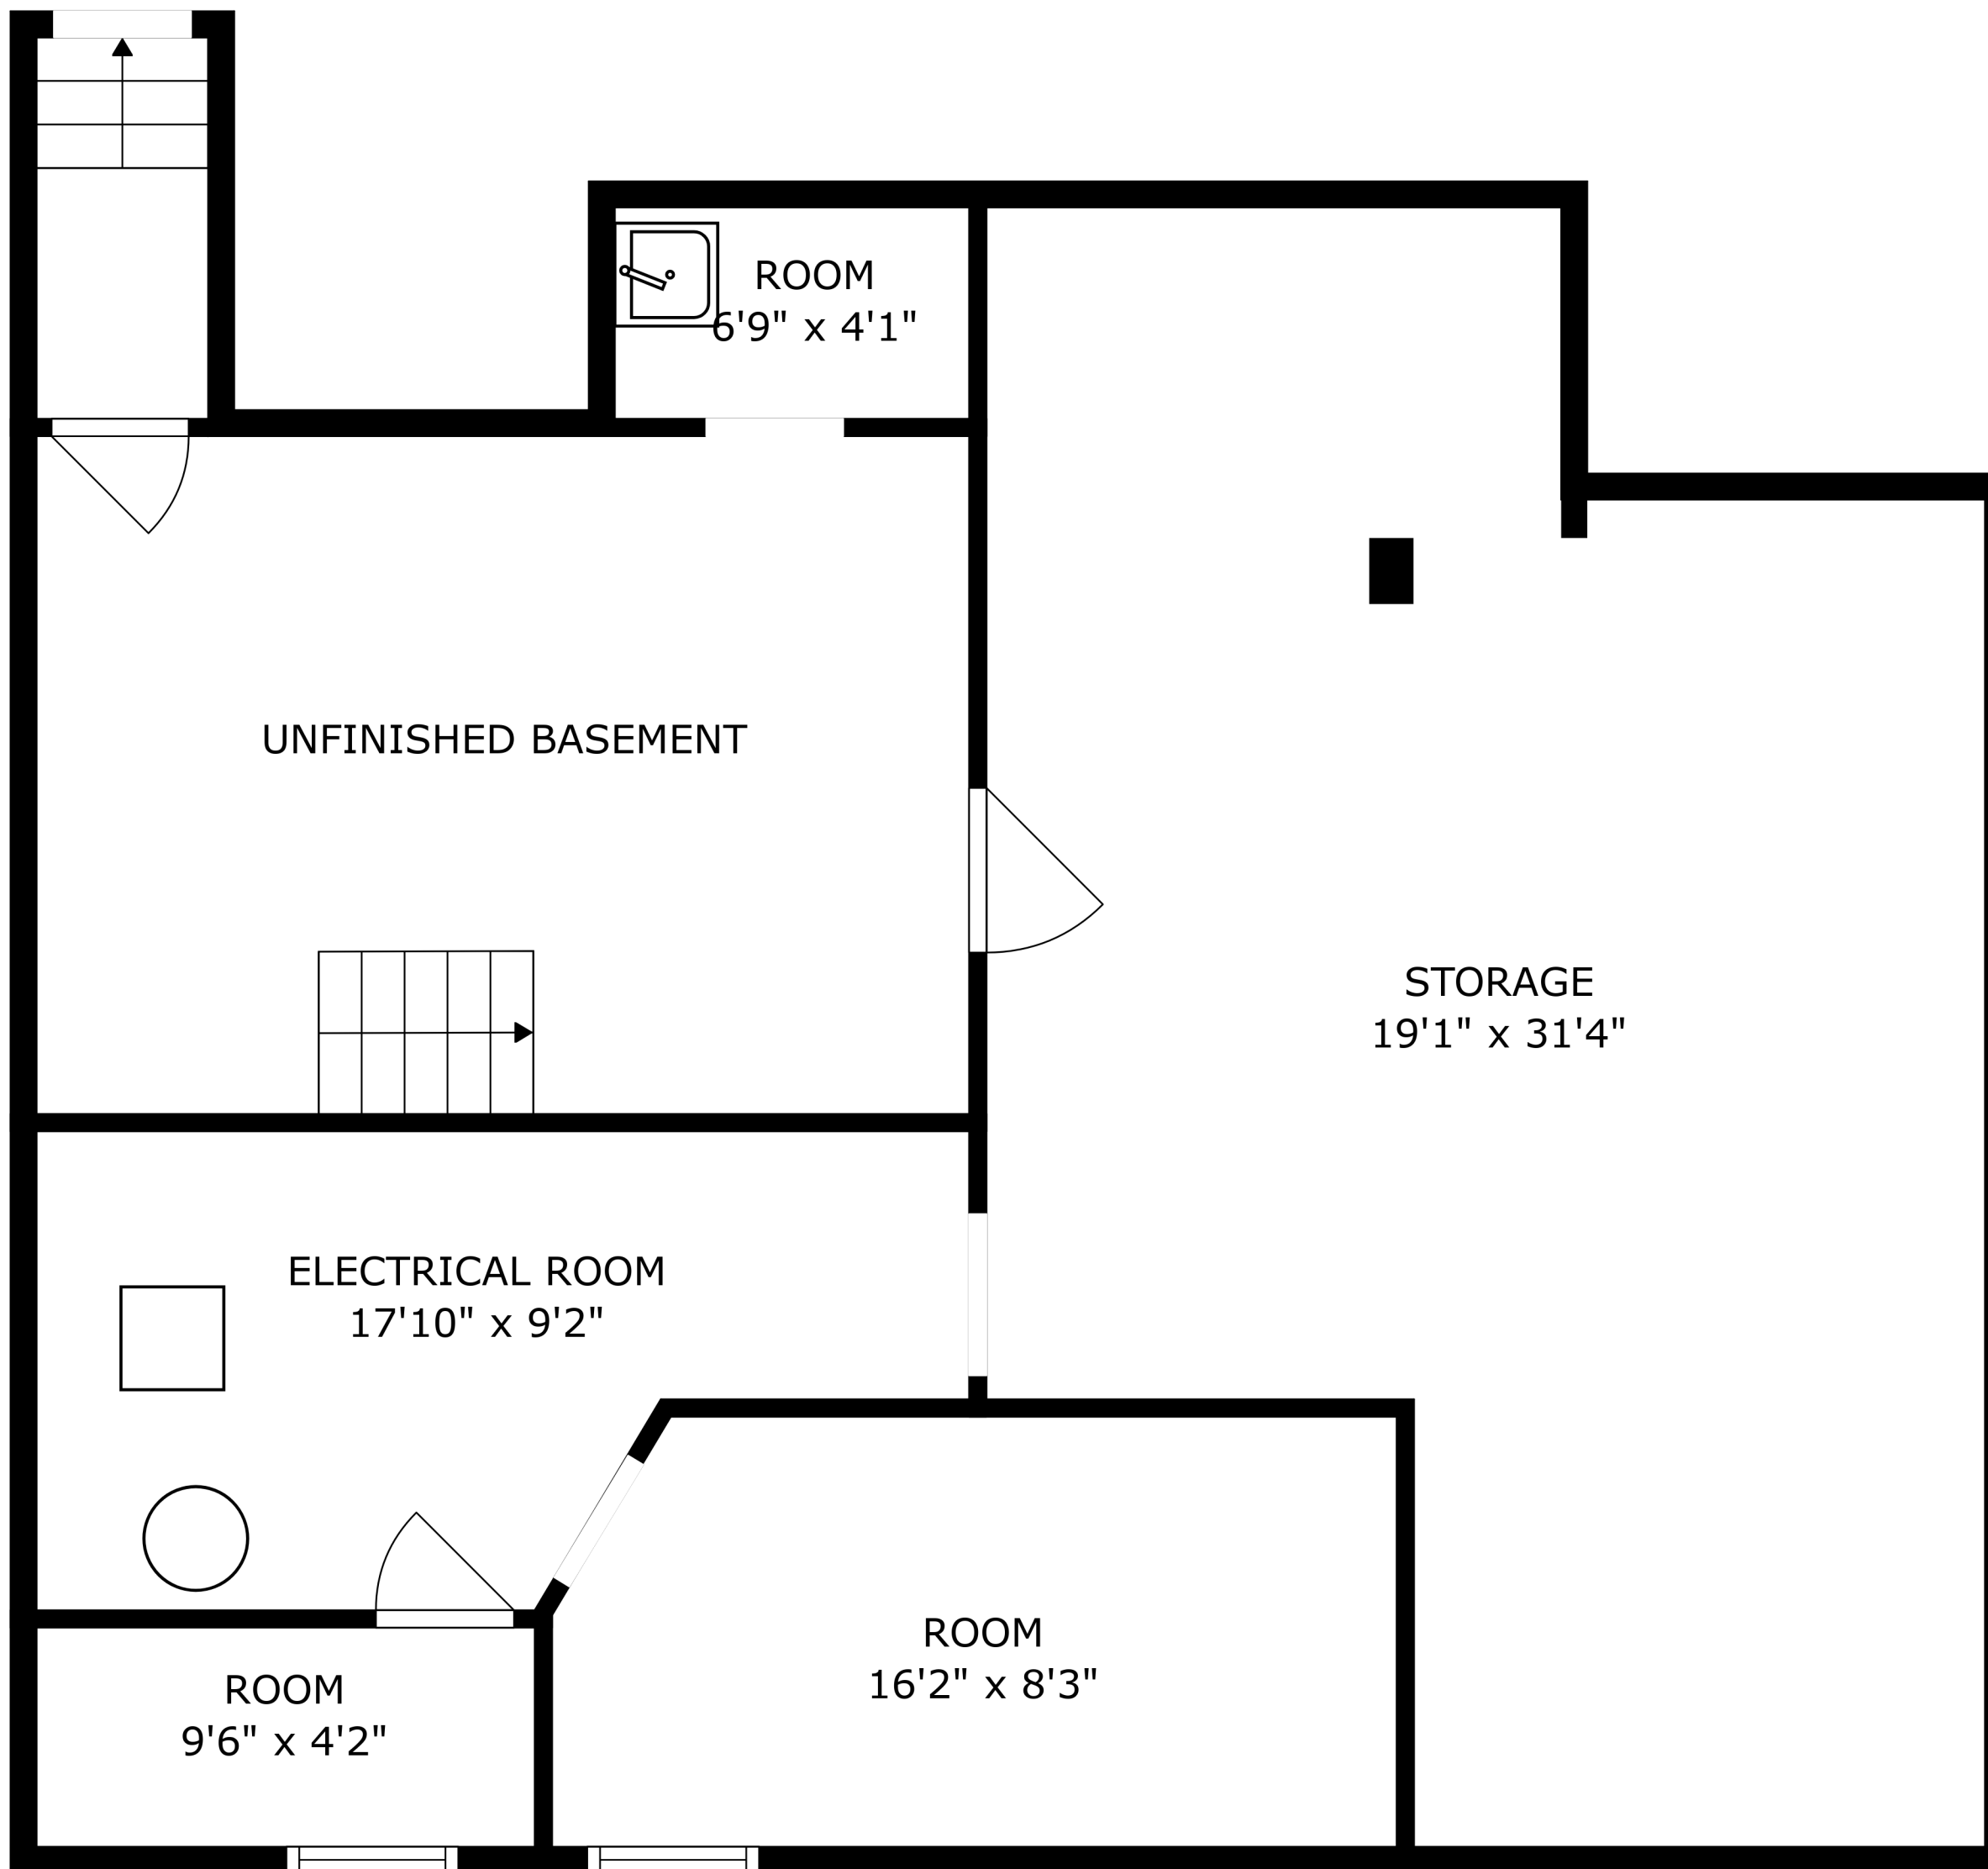 ROOM
6'9" x 4'1"
UNFINISHED BASEMENT
STORAGE
19'1" x 31'4"
ELECTRICAL ROOM
17'10" x 9'2"
ROOM
16'2" x 8'3"
ROOM
9'6" x 4'2"